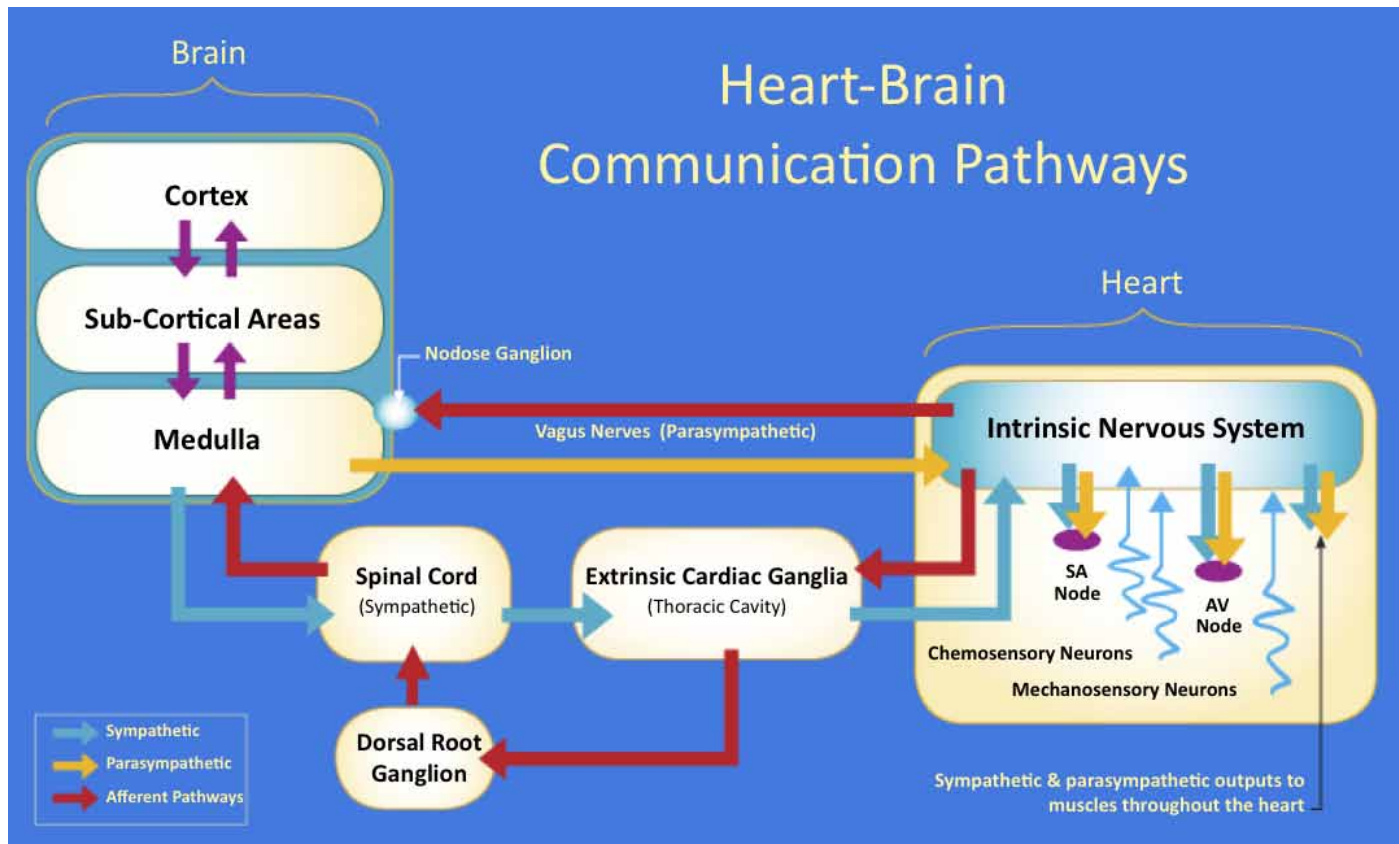 Brain
Heart-Brain
Communication Pathways
Cortex
Sub-Cortical Areas
Medulla
Nodose Ganglion
Vagus Nerves (Parasympathetic)
Heart
Intrinsic Nervous System
Spinal Cord
(Sympathetic)
Extrinsic Cardiac Ganglia
(Thoracic Cavity)
SA
Node
AV
Node
Chemosensory Neurons
Mechanosensory Neurons
Dorsal Root
Ganglion
Sympathetic
Parasympathetic
Afferent Pathways
Sympathetic & parasympathetic outputs to
muscles throughout the heart